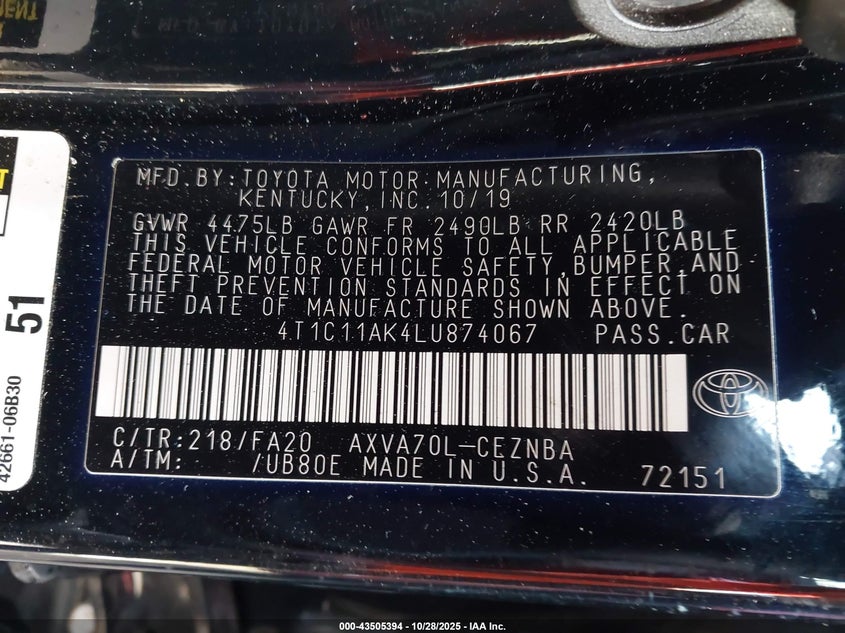 MFD.BY:TOYOTA MOTOR MANUFACTURING,
KENTUCKY, INC.10/19
GVWR 4475LB GAWR FR 2490LB RR 2420LB
THIS VEHICLE CONFORMS TO ALL APPLICABLE
FEDERAL MOTOR VEHICLE SAFETY,BUMPER,AND
THEFT PREVENTION STANDARDS IN EFFECT ON
THE DATE OF MANUFACTURE SHOWN ABOVE.
4T1C11AK4LU874067 PASS.CAR
C/TR:218/FA20 AXVA70L-CEZNBA
A/TM: /UB80E MADE IN U.S.A. 72151
51
42661-06B30
000-43505394 | 10/28/2025 - IAA Inc.